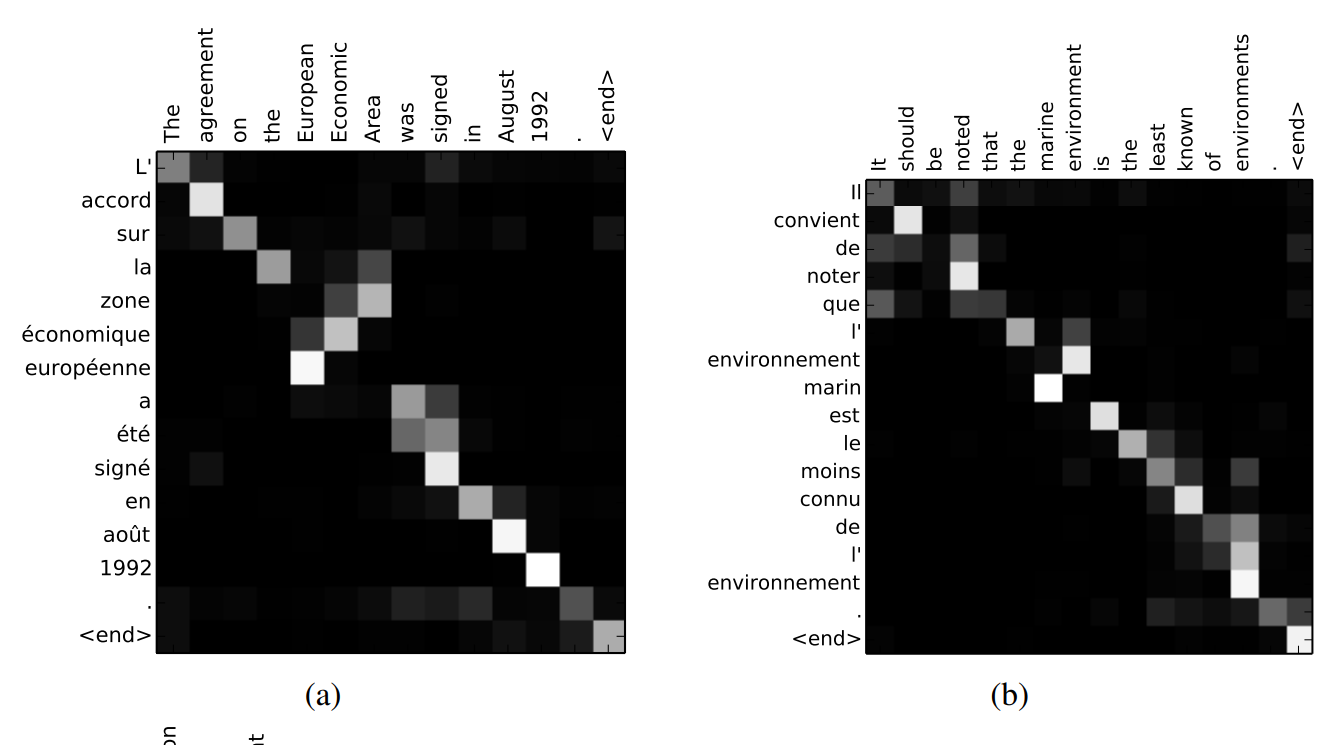 The agreement on the European Economic Area was signed in August 1992 . <end>
L'
accord
sur
la
zone
économique
européenne
a
été
signé
en
août
1992
.
<end>
(a)
It should be noted that the marine environment is the least known of environments . <end>
Il
convient
de
noter
que
l'
environnement
marin
est
le
moins
connu
de
l'
environnement
.
<end>
(b)